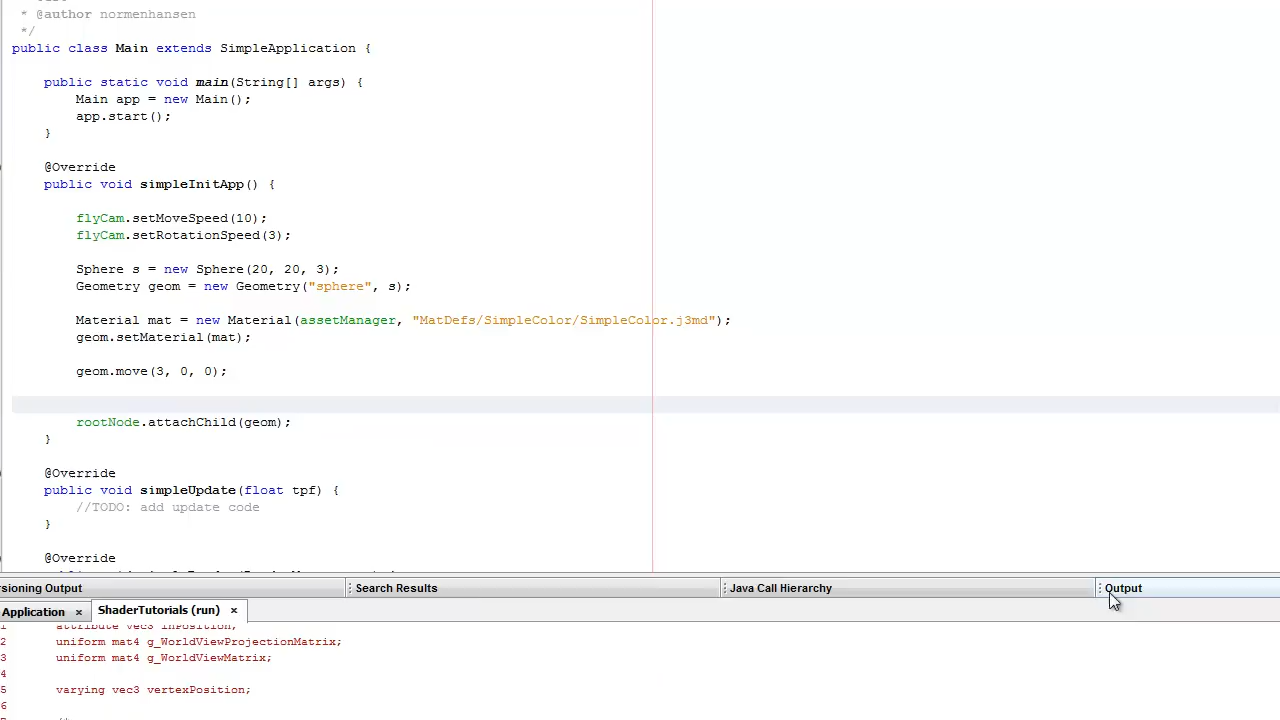 * @author normenhansen
*/
public class Main extends SimpleApplication {
public static void main(String[] args) {
Main app = new Main();
app.start();
}
@Override
public void simpleInitApp() {
flyCam.setMoveSpeed(10);
flyCam.setRotationSpeed(3);
Sphere s = new Sphere(20, 20, 3);
Geometry geom = new Geometry("sphere", s);
Material mat = new Material(assetManager, "MatDefs/SimpleColor/SimpleColor.j3md");
geom.setMaterial(mat);
geom.move(3, 0, 0);
rootNode.attachChild(geom);
}
@Override
public void simpleUpdate(float tpf) {
//TODO: add update code
}
@Override
rsioning Output Search Results Java Call Hierarchy Output
Application × ShaderTutorials (run) ×
1 attribute vec3 inPosition;
2 uniform mat4 g_WorldViewProjectionMatrix;
3 uniform mat4 g_WorldViewMatrix;
4
5 varying vec3 vertexPosition;
6
/*